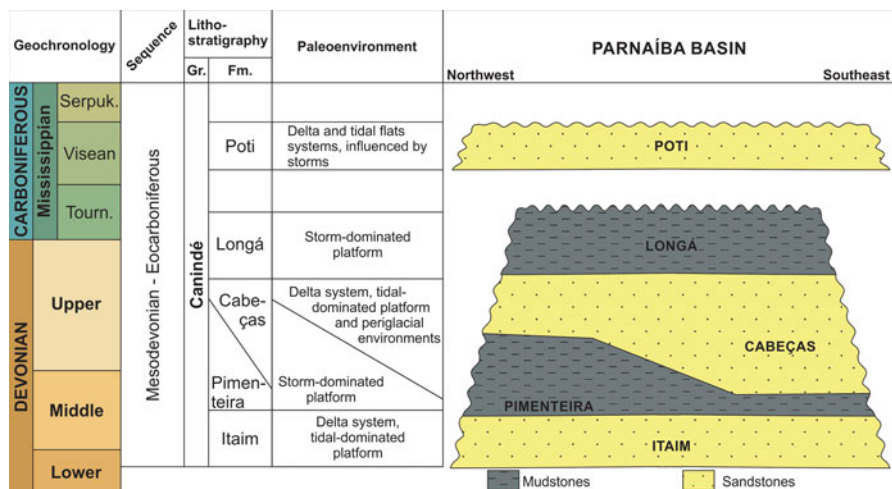 Geochronology
Sequence
Litho-
stratigraphy
Gr.
Fm.
Paleoenvironment
PARNAÍBA BASIN
Northwest
Southeast
CARBONIFEROUS
Mississippian
Serpuk.
Visean
Tourn.
DEVONIAN
Upper
Middle
Lower
Mesodevonian - Eocarboniferous
Canindé
Poti
Delta and tidal flats
systems, influenced by
storms
Longá
Storm-dominated
platform
Cabe-
ças
Delta system, tidal-
dominated platform
and periglacial
environments
Pimen-
teira
Storm-dominated
platform
Itaim
Delta system,
tidal-dominated
platform
POTI
LONGÁ
CABEÇAS
PIMENTEIRA
ITAIM
Mudstones
Sandstones